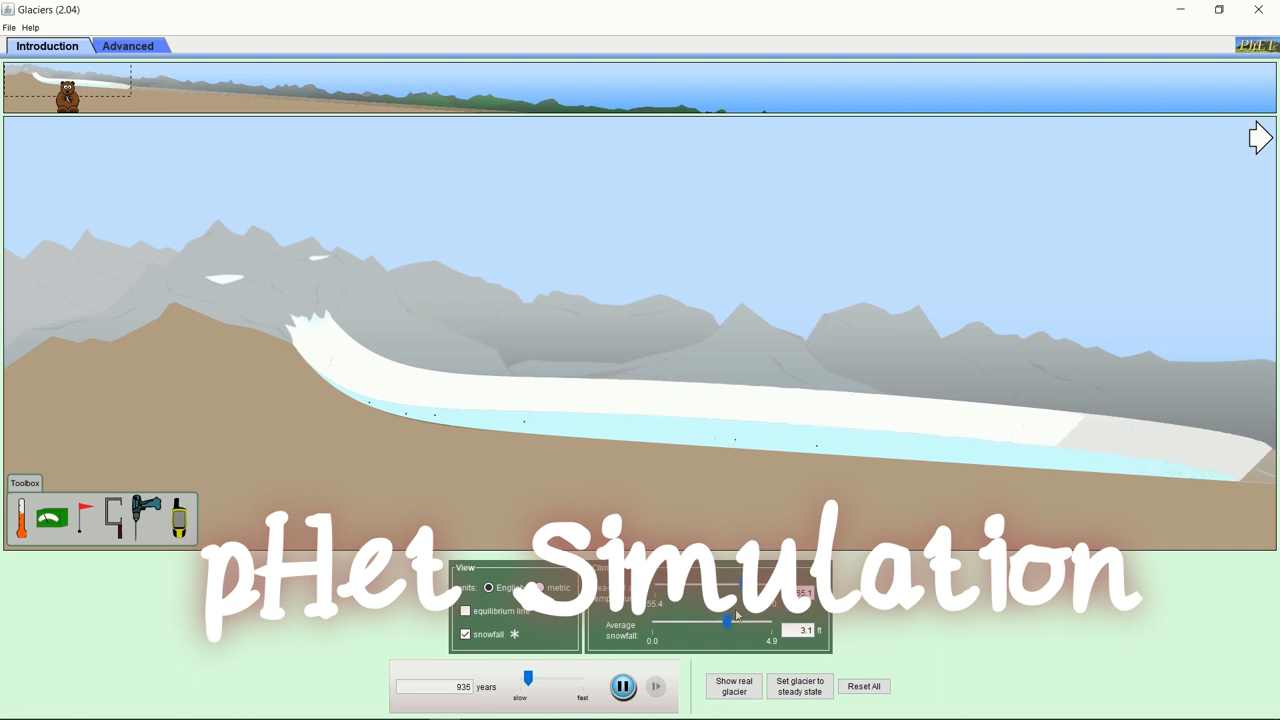 Glaciers (2.04)
File Help
Introduction Advanced
PhET
Toolbox
pHet Simulation
View
units: English metric
equilibrium line
snowfall
55.4
65.1
Average
snowfall:
0.0 4.9
3.1 ft
935 years
slow fast
Show real
glacier
Set glacier to
steady state
Reset All